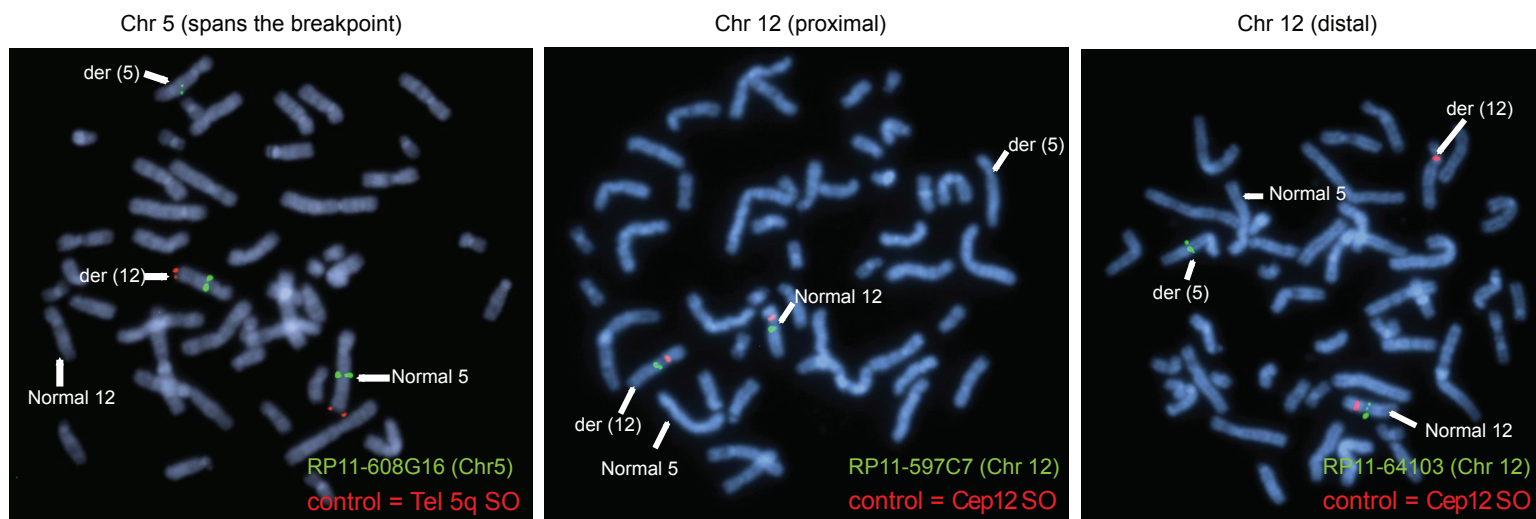 Chr 5 (spans the breakpoint)
der (5)
der (12)
Normal 12
Normal 5
RP11-608G16 (Chr5)
control = Tel 5q SO
Chr 12 (proximal)
der (5)
Normal 12
der (12)
Normal 5
RP11-597C7 (Chr 12)
control = Cep12 SO
Chr 12 (distal)
der (12)
Normal 5
der (5)
Normal 12
RP11-64103 (Chr 12)
control = Cep12 SO